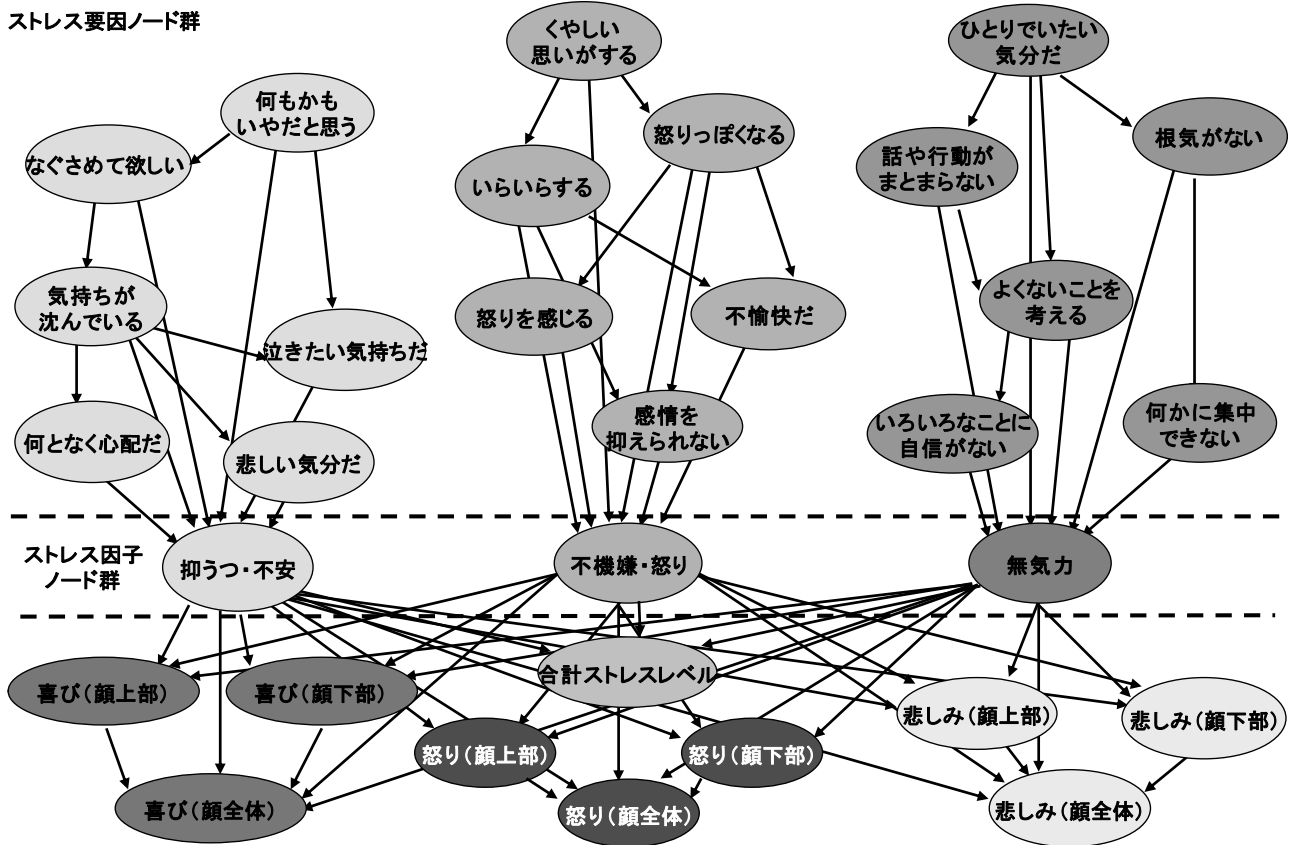 ストレス要因ノード群
くやしい
思いがする
ひとりでいたい
気分だ
何もかも
いやだと思う
怒りっぽくなる
根気がない
なぐさめて欲しい
いらいらする
話や行動が
まとまらない
気持ちが
沈んでいる
怒りを感じる
不愉快だ
よくないことを
考える
泣きたい気持ちだ
何となく心配だ
悲しい気分だ
感情を
抑えられない
いろいろなことに
自信がない
何かに集中
できない
ストレス因子
ノード群
抑うつ・不安
不機嫌・怒り
無気力
合計ストレスレベル
喜び（顔上部）
喜び（顔下部）
悲しみ（顔上部）
悲しみ（顔下部）
怒り（顔上部）
怒り（顔下部）
喜び（顔全体）
怒り（顔全体）
悲しみ（顔全体）